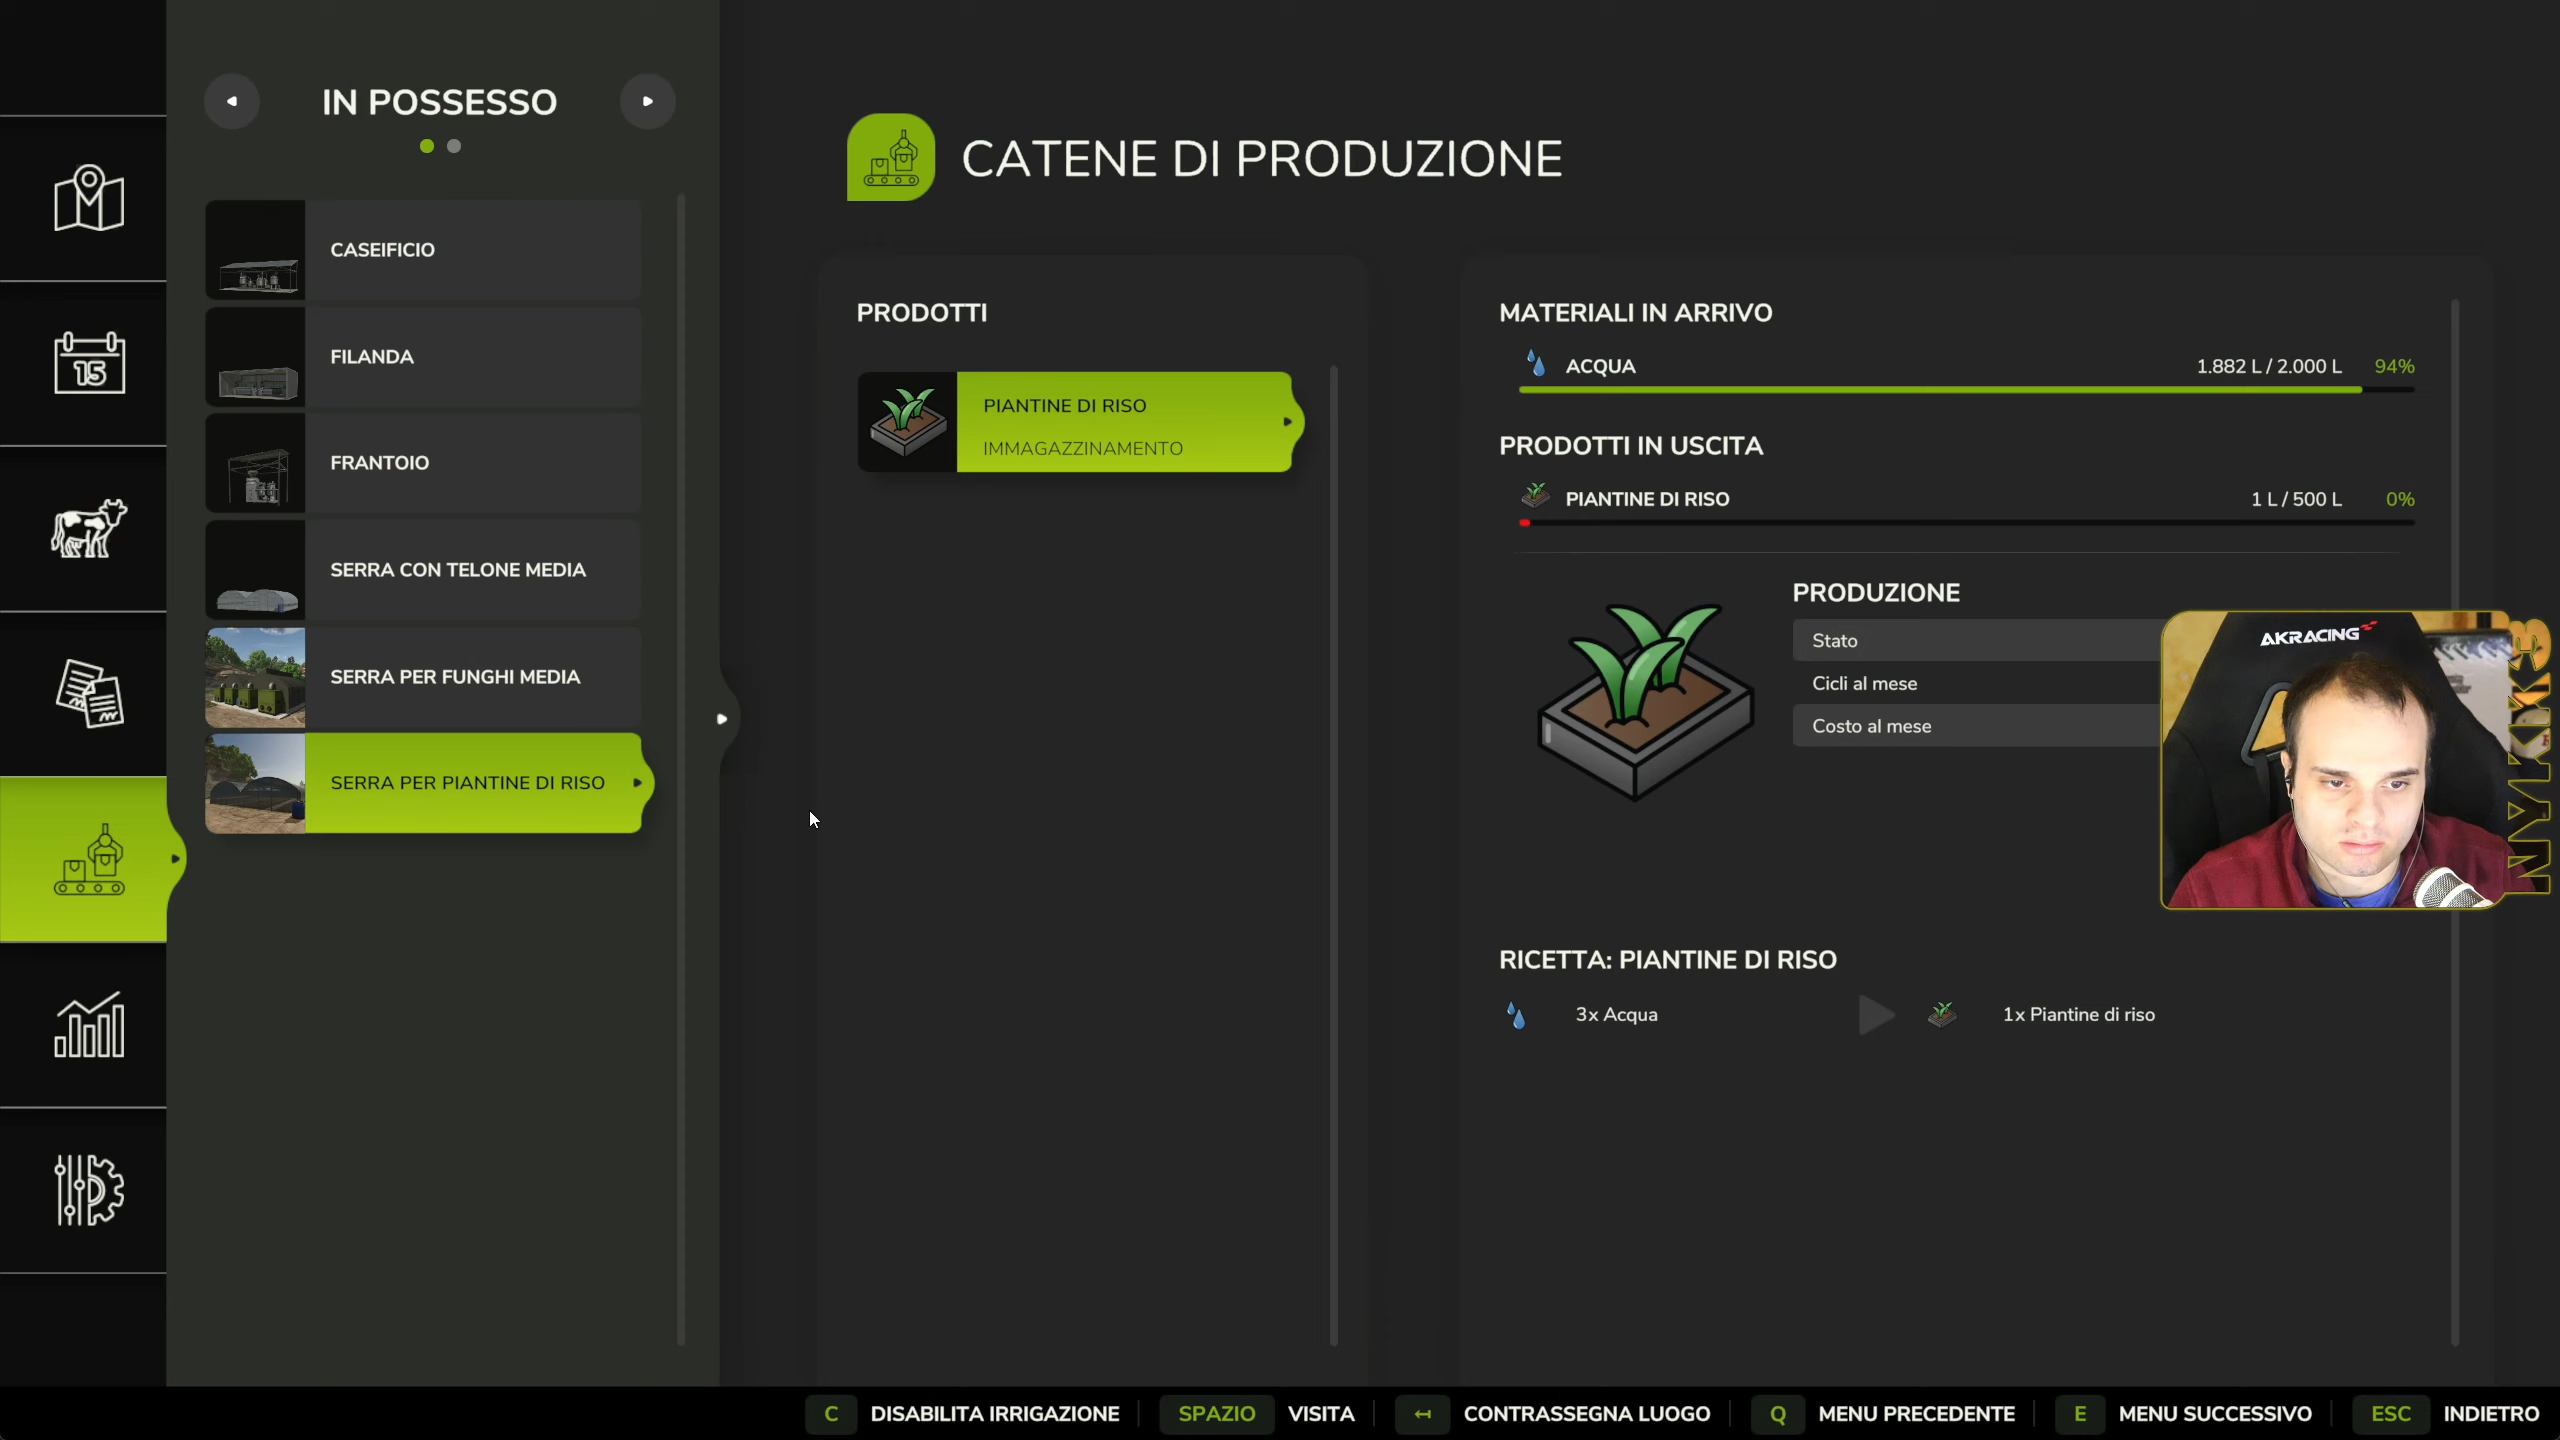 IN POSSESSO
CASEIFICIO
FILANDA
FRANTOIO
SERRA CON TELONE MEDIA
SERRA PER FUNGHI MEDIA
SERRA PER PIANTINE DI RISO
15
CATENE DI PRODUZIONE
PRODOTTI
PIANTINE DI RISO
IMMAGAZZINAMENTO
MATERIALI IN ARRIVO
ACQUA 1.882 L / 2.000 L 94%
PRODOTTI IN USCITA
PIANTINE DI RISO 1 L / 500 L 0%
PRODUZIONE
Stato
Cicli al mese
Costo al mese
AKRACING
RICETTA: PIANTINE DI RISO
3x Acqua 1x Piantine di riso
C DISABILITA IRRIGAZIONE SPAZIO VISITA CONTRASSEGNA LUOGO Q MENU PRECEDENTE E MENU SUCCESSIVO ESC INDIETRO